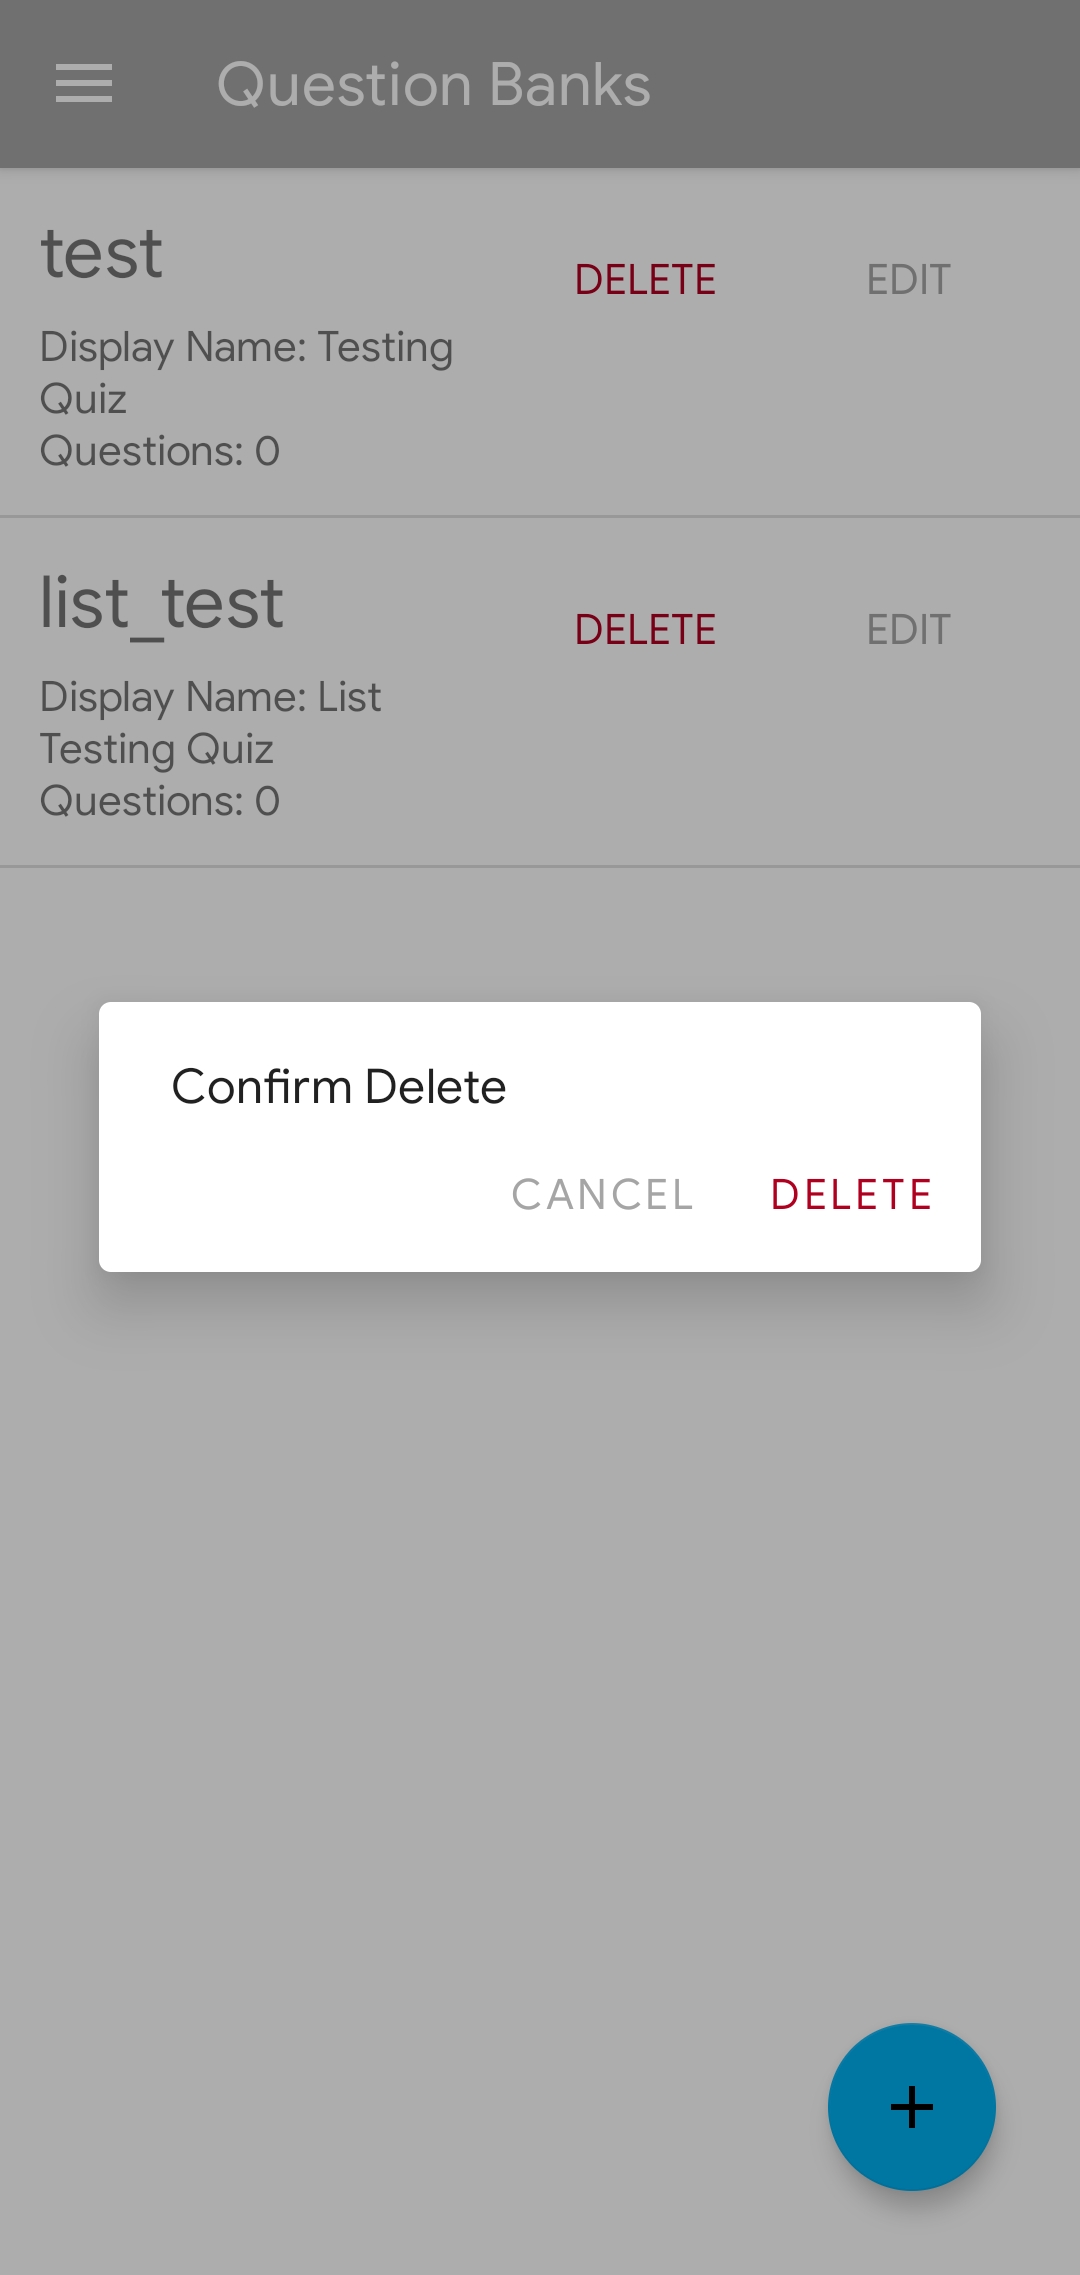 Question Banks
test
DELETE
EDIT
Display Name: Testing
Quiz
Questions: 0
list_test
DELETE
EDIT
Display Name: List
Testing Quiz
Questions: 0
Confirm Delete
CANCEL
DELETE